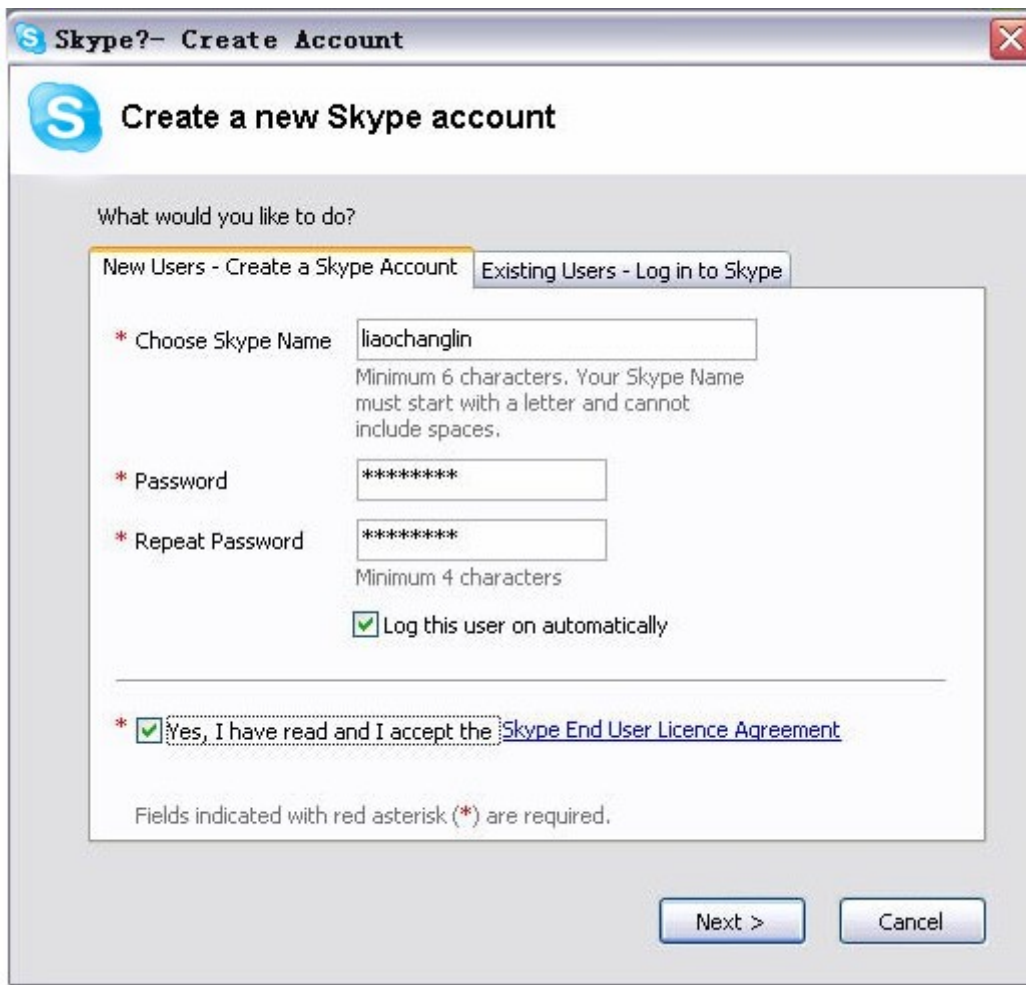 Skype?- Create Account
Create a new Skype account
What would you like to do?
New Users - Create a Skype Account
Existing Users - Log in to Skype
* Choose Skype Name
liaochanglin
Minimum 6 characters. Your Skype Name
must start with a letter and cannot
include spaces.
* Password
********
* Repeat Password
********
Minimum 4 characters
Log this user on automatically
* Yes, I have read and I accept the Skype End User Licence Agreement
Fields indicated with red asterisk (*) are required.
Next >
Cancel